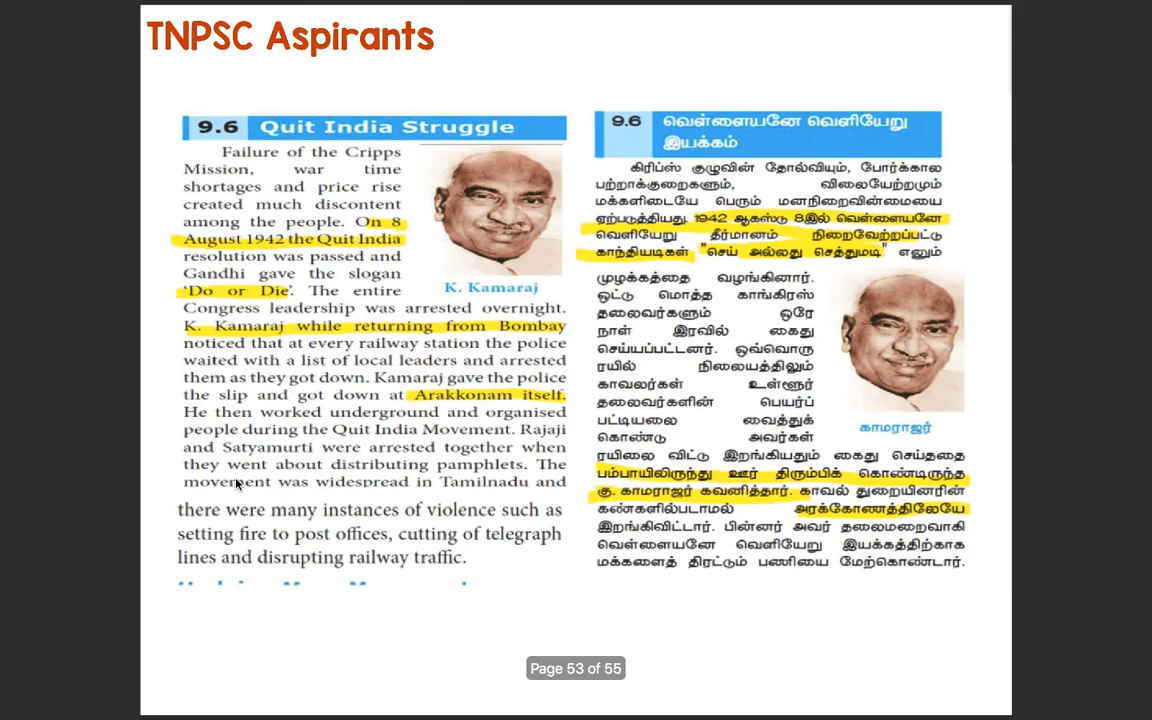 TNPSC Aspirants
9.6 Quit India Struggle
Failure of the Cripps
Mission, war time
shortages and price rise
created much discontent
among the people. On 8
August 1942 the Quit India
resolution was passed and
Gandhi gave the slogan
'Do or Die'. The entire
Congress leadership was arrested overnight.
K. Kamaraj while returning from Bombay
noticed that at every railway station the police
waited with a list of local leaders and arrested
them as they got down. Kamaraj gave the police
the slip and got down at Arakkonam itself.
He then worked underground and organised
people during the Quit India Movement. Rajaji
and Satyamurti were arrested together when
they went about distributing pamphlets. The
movement was widespread in Tamilnadu and
there were many instances of violence such as
setting fire to post offices, cutting of telegraph
lines and disrupting railway traffic.
K. Kamaraj
9.6 வெள்ளையனே வெளியேறு
இயக்கம்
கிரிப்ஸ் குழுவின் தோல்வியும், போர்க்கால
பற்றாக்குறைகளும், விலையேற்றமும்
மக்களிடையே பெரும் மனநிறைவின்மையை
ஏற்படுத்தியது. 1942 ஆகஸ்டு 8இல் வெள்ளையனே
வெளியேறு தீர்மானம் நிறைவேற்றப்பட்டு
காந்தியடிகள் "செய் அல்லது செத்துமடி" எனும்
முழக்கத்தை வழங்கினார்.
ஒட்டு மொத்த காங்கிரஸ்
தலைவர்களும் ஒரே
நாள் இரவில் கைது
செய்யப்பட்டனர். ஒவ்வொரு
ரயில் நிலையத்திலும்
காவலர்கள் உள்ளூர்
தலைவர்களின் பெயர்ப்
பட்டியலை வைத்துக்
கொண்டு அவர்கள்
ரயிலை விட்டு இறங்கியதும் கைது செய்ததை
பம்பாயிலிருந்து ஊர் திரும்பிக் கொண்டிருந்த
கு. காமராஜர் கவனித்தார். காவல் துறையினரின்
கண்களில்படாமல் அரக்கோணத்திலேயே
இறங்கிவிட்டார். பின்னர் அவர் தலைமறைவாகி
வெள்ளையனே வெளியேறு இயக்கத்திற்காக
மக்களைத் திரட்டும் பணியை மேற்கொண்டார்.
காமராஜர்
Page 53 of 55